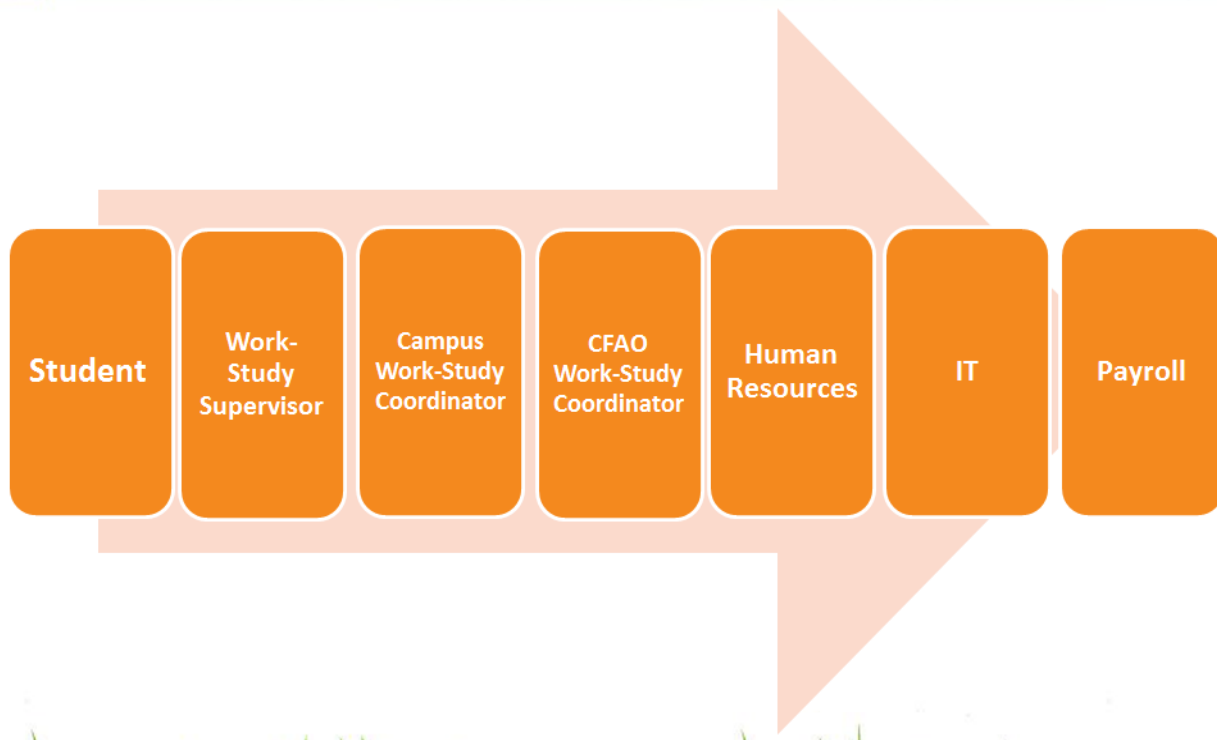 Student
Work-
Study
Supervisor
Campus
Work-Study
Coordinator
CFAO
Work-Study
Coordinator
Human
Resources
IT
Payroll